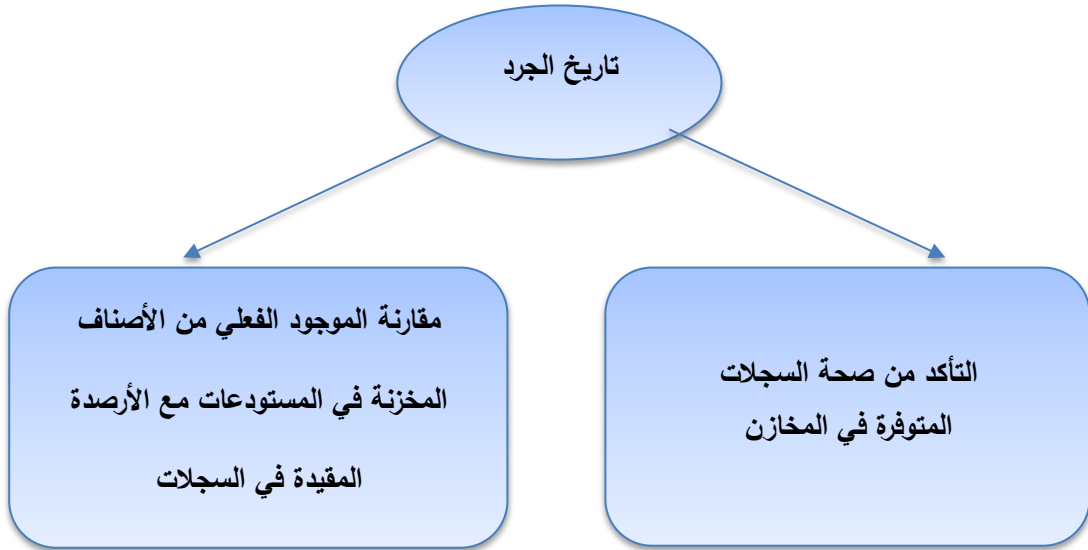 تاريخ الجرد
التأكد من صحة السجلات
المتوفرة في المخازن
مقارنة الموجود الفعلي من الأصناف
المخزنة في المستودعات مع الأرصدة
المقيدة في السجلات